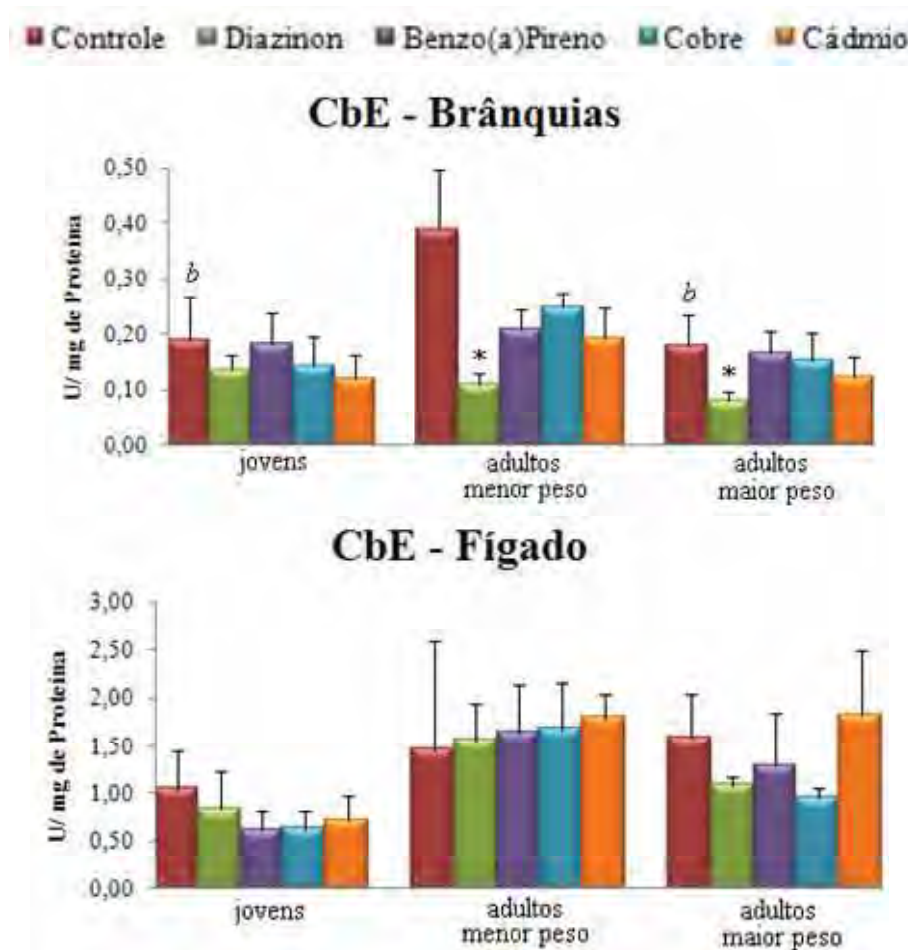 Controle Diazinon Benzo(a)Pireno Cobre Cádmio
CbE - Brânquias
U/ mg de Proteína
0,50
0,40
0,30
0,20
0,10
0,00
b
*
b
*
jovens
adultos
menor peso
adultos
maior peso
CbE - Fígado
U/ mg de Proteína
3,00
2,50
2,00
1,50
1,00
0,50
0,00
jovens
adultos
menor peso
adultos
maior peso